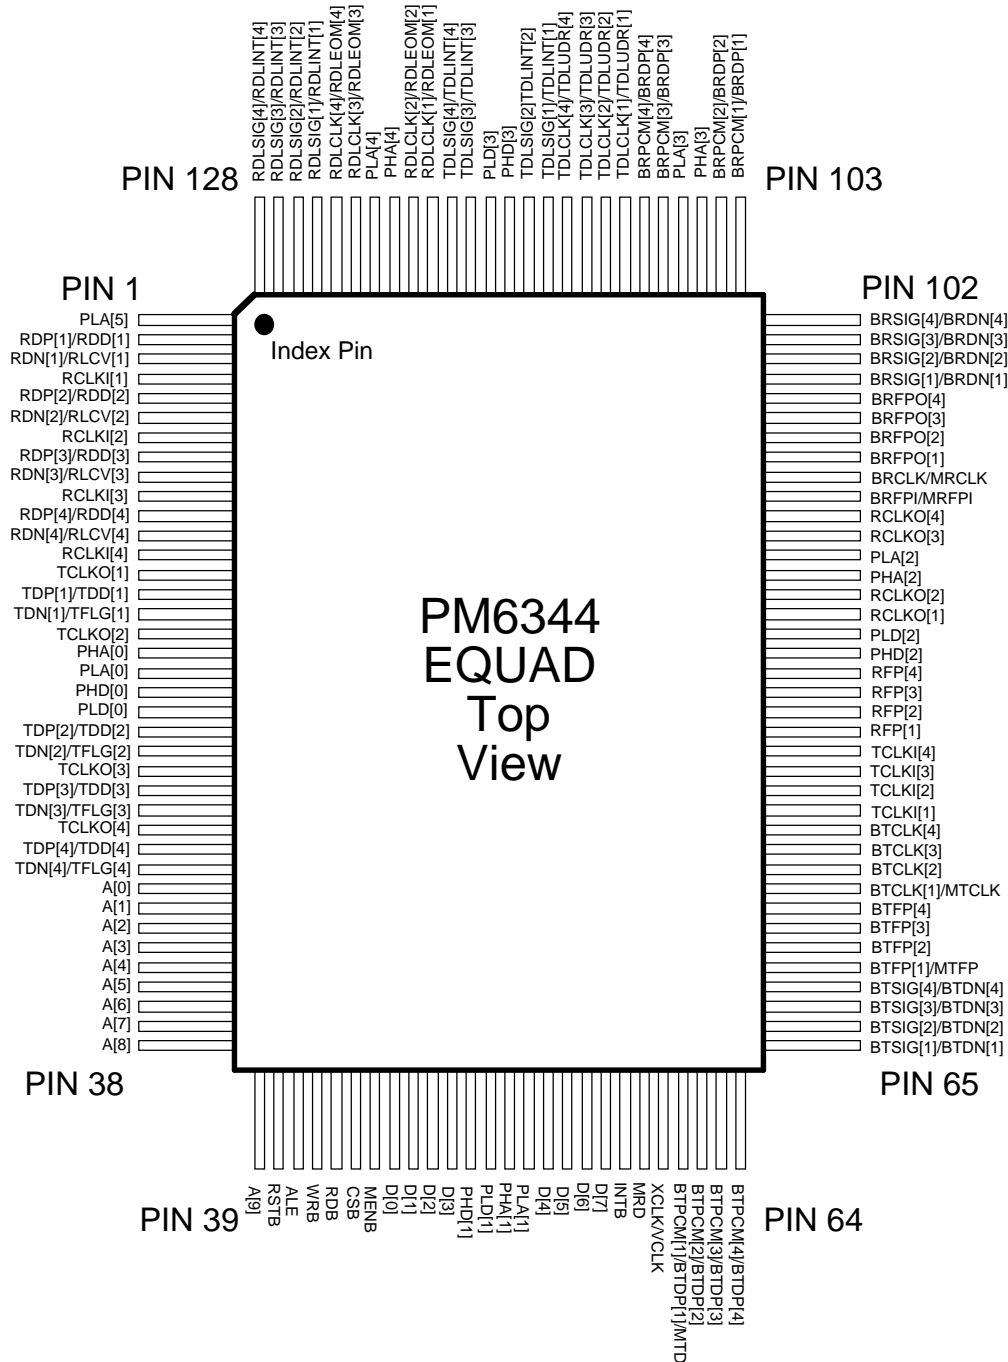 RDLSIG[4]/RDLINT[4]
RDLSIG[3]/RDLINT[3]
RDLSIG[2]/RDLINT[2]
RDLSIG[1]/RDLINT[1]
RDLCLK[4]/RDLEOM[4]
RDLCLK[3]/RDLEOM[3]
PLA[4]
PHA[4]
RDLCLK[2]/RDLEOM[2]
RDLCLK[1]/RDLEOM[1]
TDLSIG[4]/TDLINT[4]
TDLSIG[3]/TDLINT[3]
PLD[3]
PHD[3]
TDLSIG[2]TDLINT[2]
TDLSIG[1]/TDLINT[1]
TDLCLK[4]/TDLUDR[4]
TDLCLK[3]/TDLUDR[3]
TDLCLK[2]/TDLUDR[2]
TDLCLK[1]/TDLUDR[1]
BRPCM[4]/BRDP[4]
BRPCM[3]/BRDP[3]
PLA[3]
PHA[3]
BRPCM[2]/BRDP[2]
BRPCM[1]/BRDP[1]
PIN 128
PIN 103
PIN 1
PIN 102
PLA[5]
RDP[1]/RDD[1]
RDN[1]/RLCV[1]
RCLKI[1]
RDP[2]/RDD[2]
RDN[2]/RLCV[2]
RCLKI[2]
RDP[3]/RDD[3]
RDN[3]/RLCV[3]
RCLKI[3]
RDP[4]/RDD[4]
RDN[4]/RLCV[4]
RCLKI[4]
TCLKO[1]
TDP[1]/TDD[1]
TDN[1]/TFLG[1]
TCLKO[2]
PHA[0]
PLA[0]
PHD[0]
PLD[0]
TDP[2]/TDD[2]
TDN[2]/TFLG[2]
TCLKO[3]
TDP[3]/TDD[3]
TDN[3]/TFLG[3]
TCLKO[4]
TDP[4]/TDD[4]
TDN[4]/TFLG[4]
A[0]
A[1]
A[2]
A[3]
A[4]
A[5]
A[6]
A[7]
A[8]
Index Pin
PM6344
EQUAD
Top
View
BRSIG[4]/BRDN[4]
BRSIG[3]/BRDN[3]
BRSIG[2]/BRDN[2]
BRSIG[1]/BRDN[1]
BRFPO[4]
BRFPO[3]
BRFPO[2]
BRFPO[1]
BRCLK/MRCLK
BRFPI/MRFPI
RCLKO[4]
RCLKO[3]
PLA[2]
PHA[2]
RCLKO[2]
RCLKO[1]
PLD[2]
PHD[2]
RFP[4]
RFP[3]
RFP[2]
RFP[1]
TCLKI[4]
TCLKI[3]
TCLKI[2]
TCLKI[1]
BTCLK[4]
BTCLK[3]
BTCLK[2]
BTCLK[1]/MTCLK
BTFP[4]
BTFP[3]
BTFP[2]
BTFP[1]/MTFP
BTSIG[4]/BTDN[4]
BTSIG[3]/BTDN[3]
BTSIG[2]/BTDN[2]
BTSIG[1]/BTDN[1]
PIN 38
PIN 65
PIN 39
PIN 64
A[9]
RSTB
ALE
WRB
RDB
CSB
MENB
D[0]
D[1]
D[2]
D[3]
PHD[1]
PLD[1]
PHA[1]
PLA[1]
D[4]
D[5]
D[6]
D[7]
INTB
MRD
XCLK/VCLK
BTPCM[1]/BTDP[1]/MTD
BTPCM[2]/BTDP[2]
BTPCM[3]/BTDP[3]
BTPCM[4]/BTDP[4]